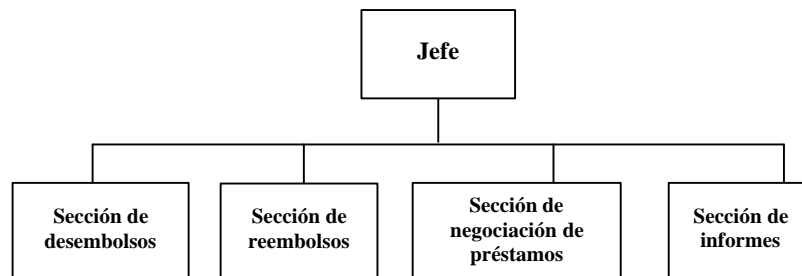 Jefe
Sección de
desembolsos
Sección de
reembolsos
Sección de
negociación de
préstamos
Sección de
informes